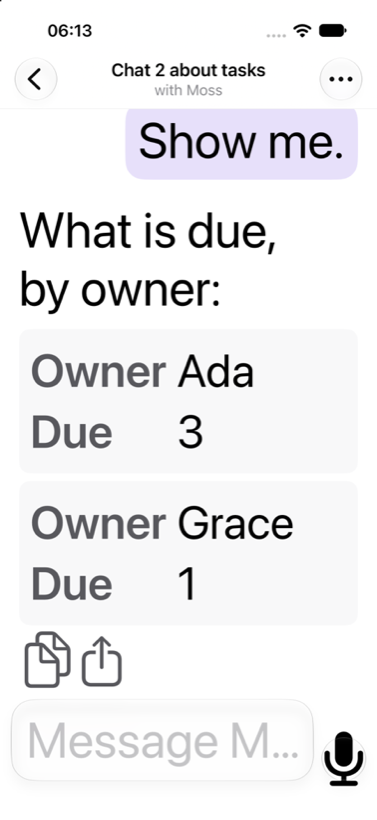 06:13
Chat 2 about tasks
with Moss
Show me.
What is due,
by owner:
Owner Ada
Due 3
Owner Grace
Due 1
Message M...